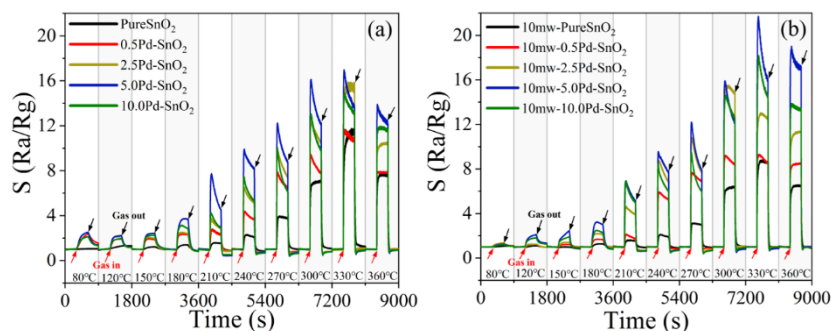 PureSnO₂
0.5Pd-SnO₂
2.5Pd-SnO₂
5.0Pd-SnO₂
10.0Pd-SnO₂
(a)
Gas out
Gas in
80°C 120°C 150°C 180°C 210°C 240°C 270°C 300°C 330°C 360°C
S (Ra/Rg)
0 4 8 12 16 20
0 1800 3600 5400 7200 9000
Time (s)
10mw-PureSnO₂
10mw-0.5Pd-SnO₂
10mw-2.5Pd-SnO₂
10mw-5.0Pd-SnO₂
10mw-10.0Pd-SnO₂
(b)
Gas out
Gas in
80°C 120°C 150°C 180°C 210°C 240°C 270°C 300°C 330°C 360°C
S (Ra/Rg)
0 4 8 12 16 20
0 1800 3600 5400 7200 9000
Time (s)